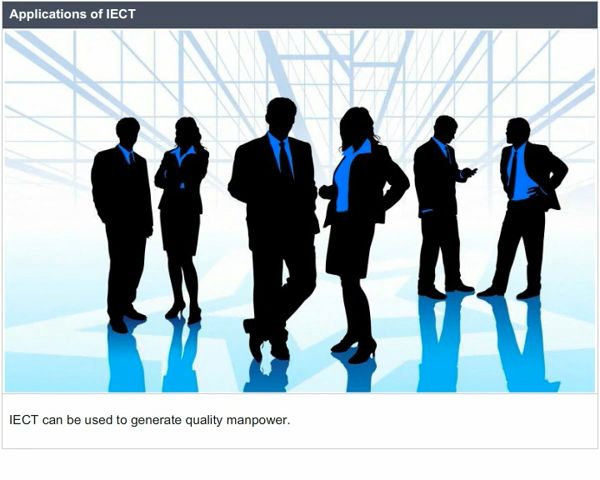 Applications of IECT
IECT can be used to generate quality manpower.